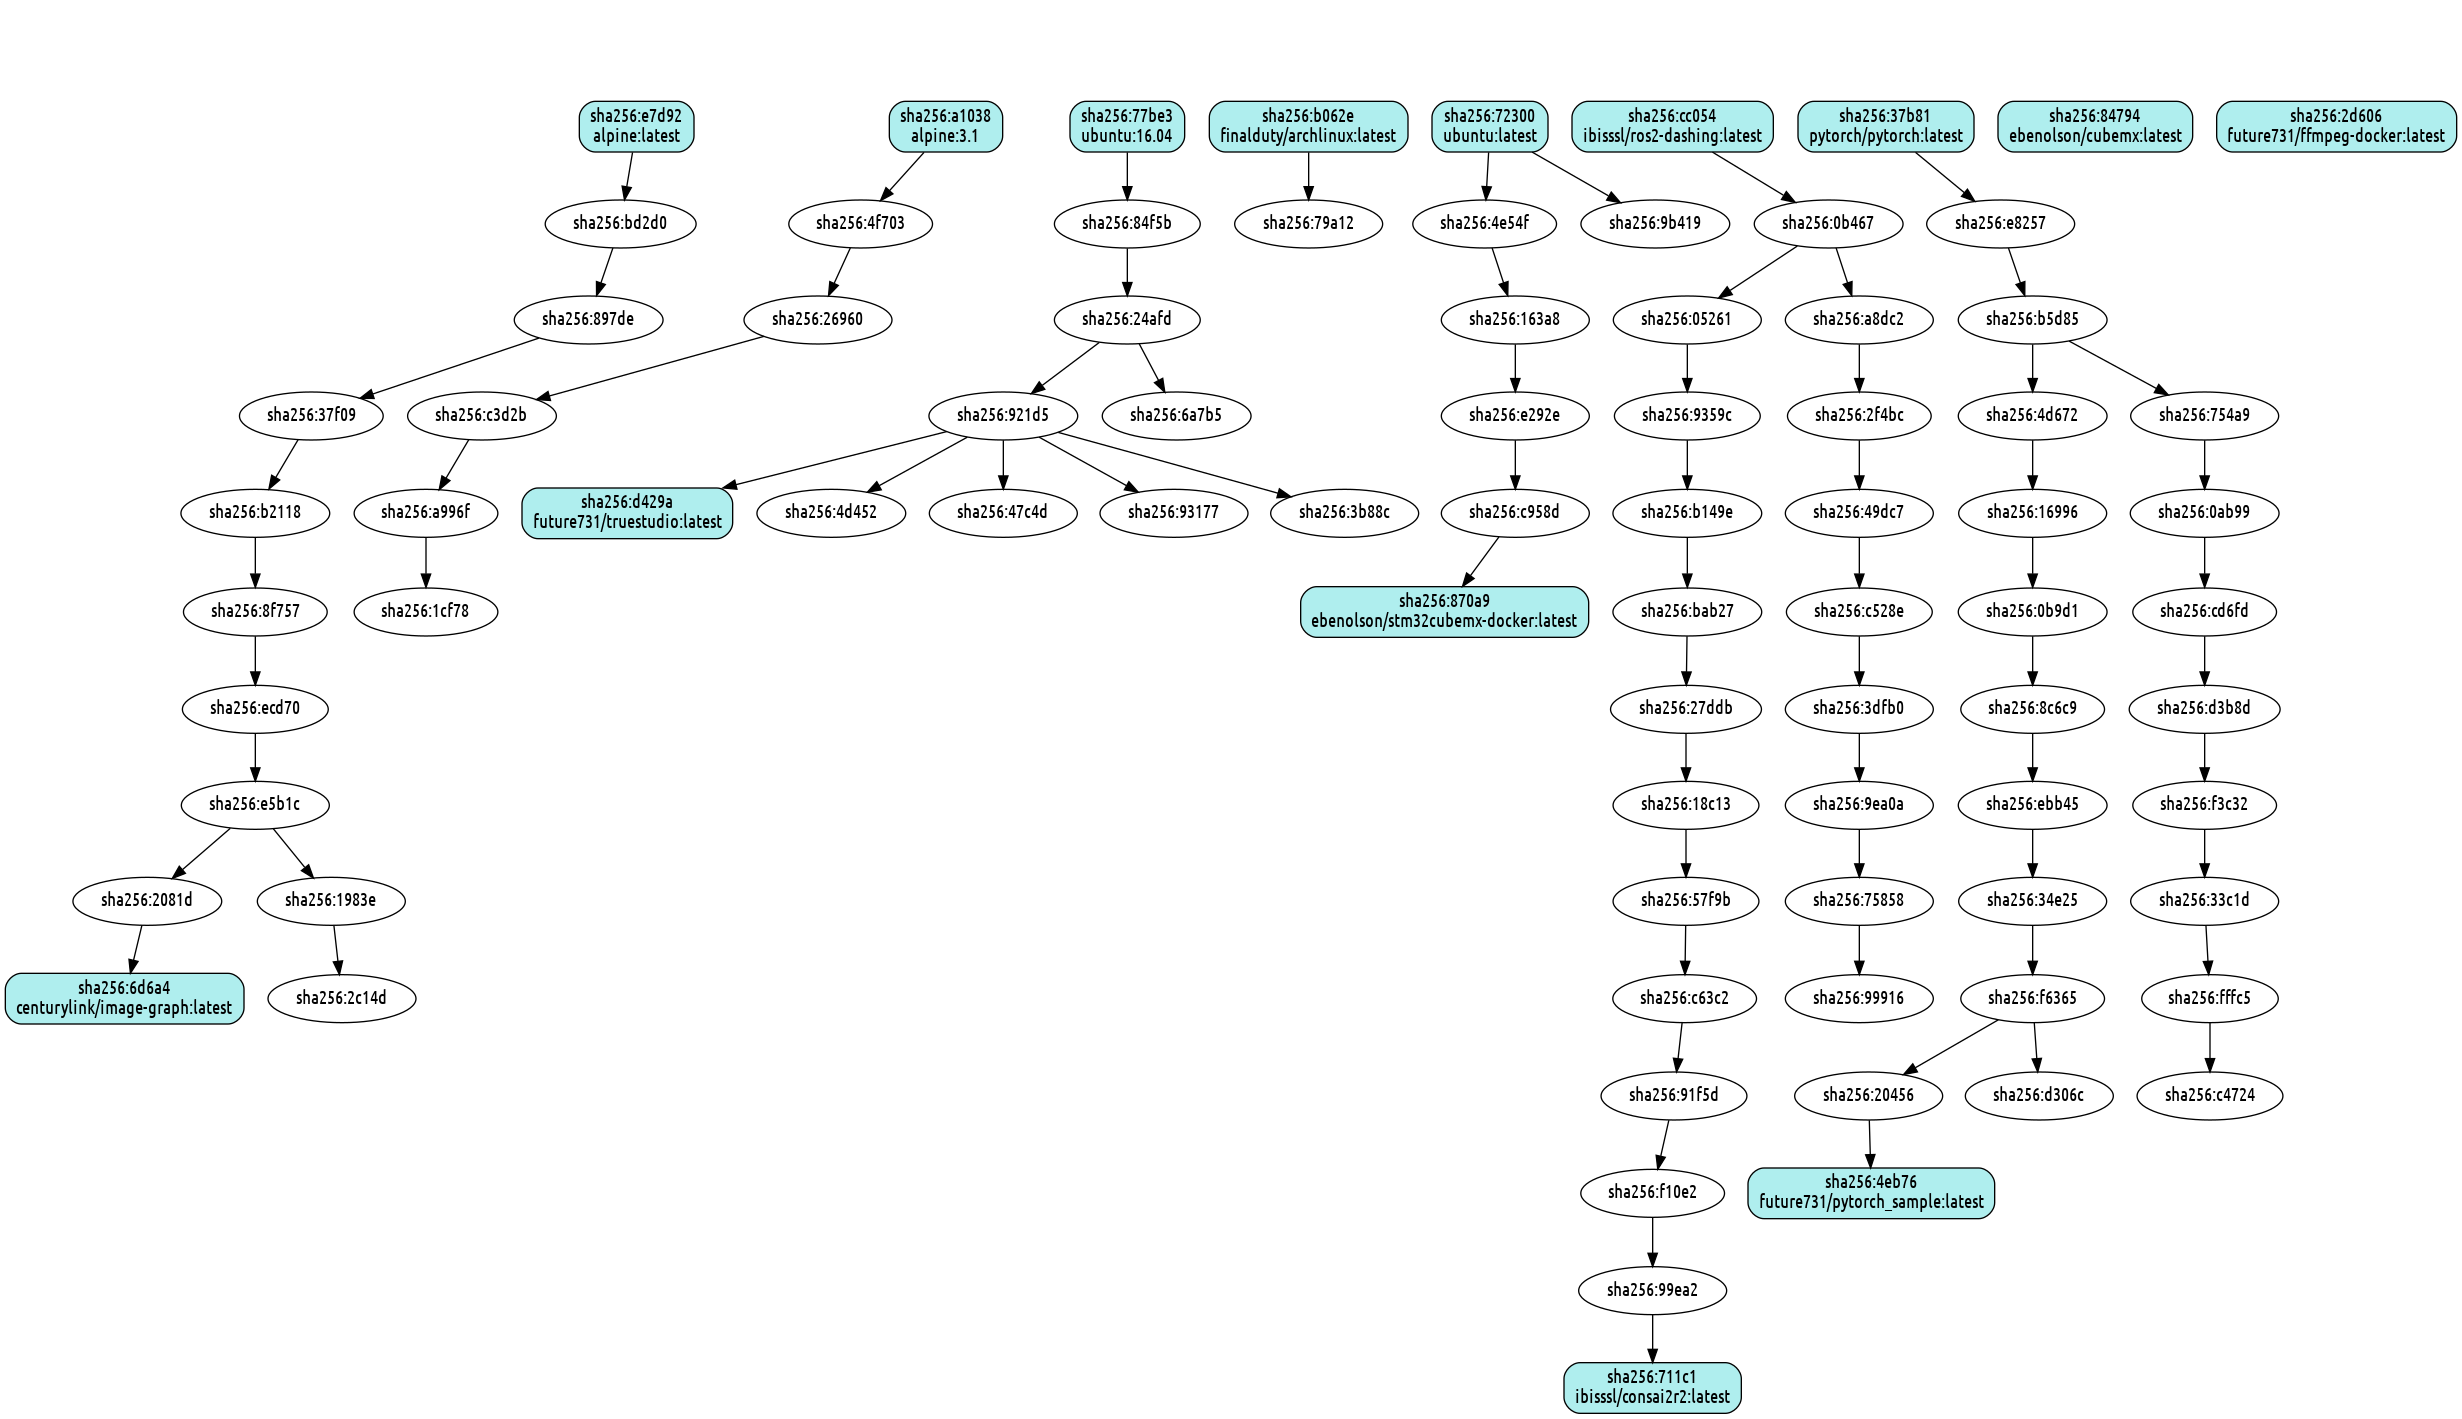 sha256:e7d92
alpine:latest
sha256:a1038
alpine:3.1
sha256:77be3
ubuntu:16.04
sha256:b062e
finalduty/archlinux:latest
sha256:72300
ubuntu:latest
sha256:cc054
ibisssl/ros2-dashing:latest
sha256:37b81
pytorch/pytorch:latest
sha256:84794
ebenolson/cubemx:latest
sha256:2d606
future731/ffmpeg-docker:latest
sha256:bd2d0
sha256:4f703
sha256:84f5b
sha256:79a12
sha256:4e54f
sha256:9b419
sha256:0b467
sha256:e8257
sha256:897de
sha256:26960
sha256:24afd
sha256:163a8
sha256:05261
sha256:a8dc2
sha256:b5d85
sha256:37f09
sha256:c3d2b
sha256:921d5
sha256:6a7b5
sha256:e292e
sha256:9359c
sha256:2f4bc
sha256:4d672
sha256:754a9
sha256:b2118
sha256:a996f
sha256:d429a
future731/truestudio:latest
sha256:4d452
sha256:47c4d
sha256:93177
sha256:3b88c
sha256:c958d
sha256:b149e
sha256:49dc7
sha256:16996
sha256:0ab99
sha256:8f757
sha256:1cf78
sha256:870a9
ebenolson/stm32cubemx-docker:latest
sha256:bab27
sha256:c528e
sha256:0b9d1
sha256:cd6fd
sha256:ecd70
sha256:27ddb
sha256:3dfb0
sha256:8c6c9
sha256:d3b8d
sha256:e5b1c
sha256:18c13
sha256:9ea0a
sha256:ebb45
sha256:f3c32
sha256:2081d
sha256:1983e
sha256:57f9b
sha256:75858
sha256:34e25
sha256:33c1d
sha256:6d6a4
centurylink/image-graph:latest
sha256:2c14d
sha256:c63c2
sha256:99916
sha256:f6365
sha256:fffc5
sha256:91f5d
sha256:20456
sha256:d306c
sha256:c4724
sha256:f10e2
sha256:4eb76
future731/pytorch_sample:latest
sha256:99ea2
sha256:711c1
ibisssl/consai2r2:latest